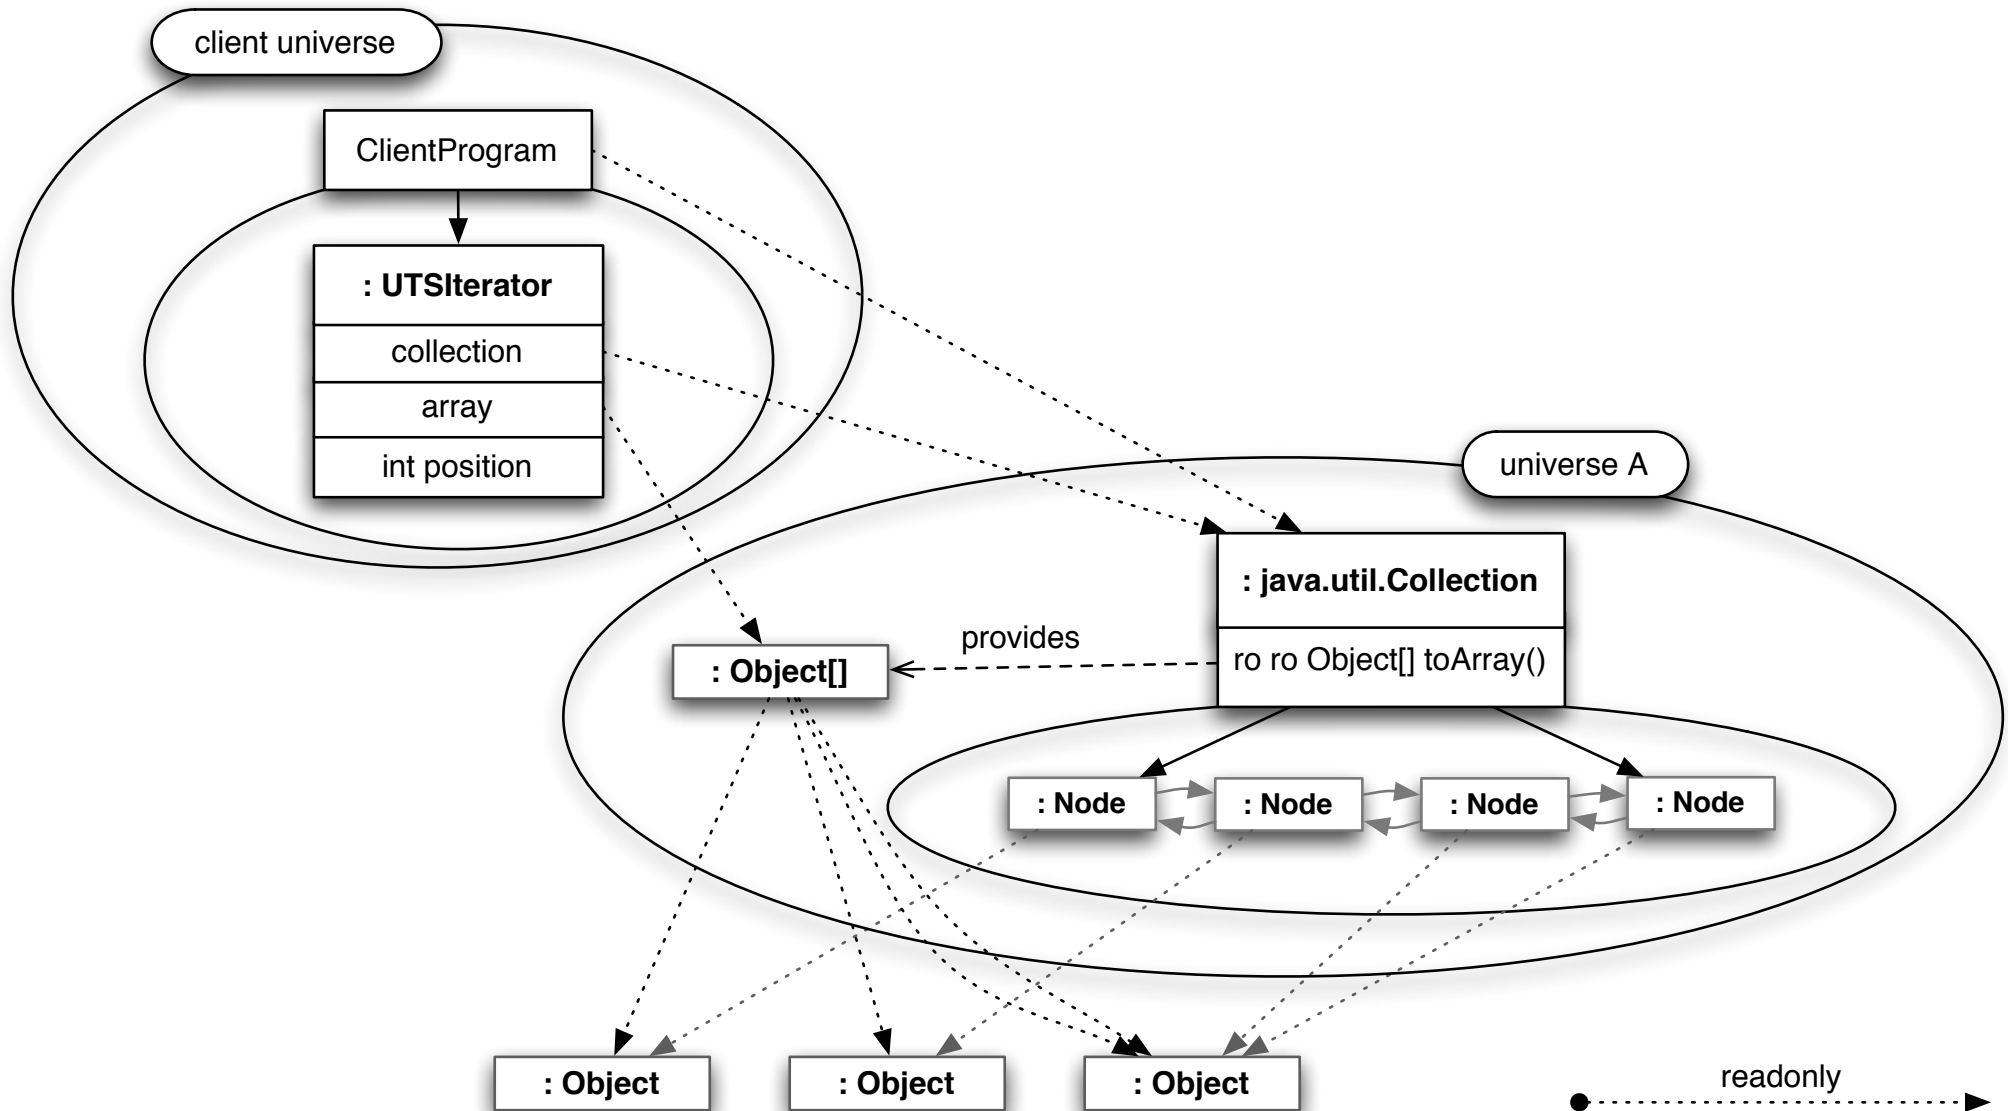 client universe
ClientProgram
: UTSIterator
collection
array
int position
universe A
: java.util.Collection
ro ro Object[] toArray()
provides
: Object[]
: Node
: Node
: Node
: Node
: Object
: Object
: Object
readonly